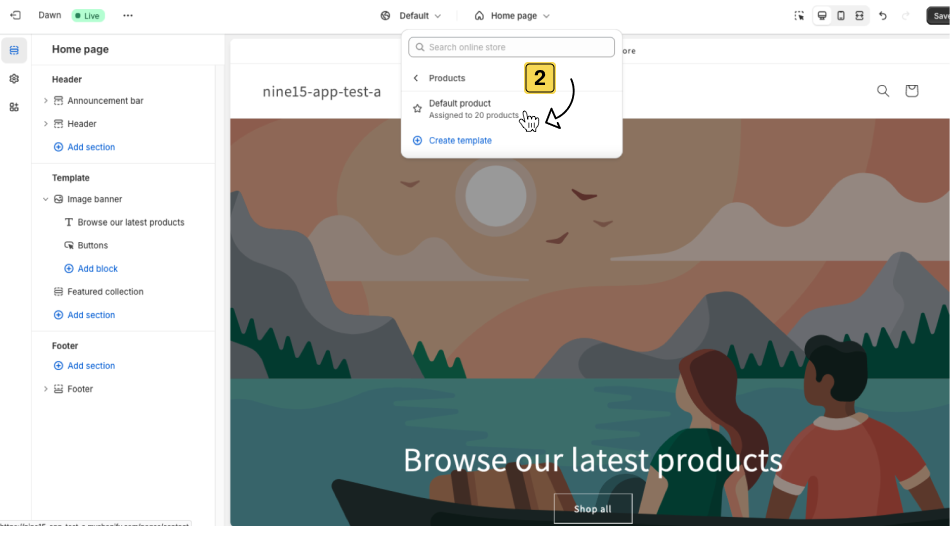 Dawn
Live
Default
Home page
Save
Home page
Header
Announcement bar
Header
Add section
Template
Image banner
Browse our latest products
Buttons
Add block
Featured collection
Add section
Footer
Add section
Footer
Search online store
Products
2
Default product
Assigned to 20 products
Create template
ore
nine15-app-test-a
Browse our latest products
Shop all